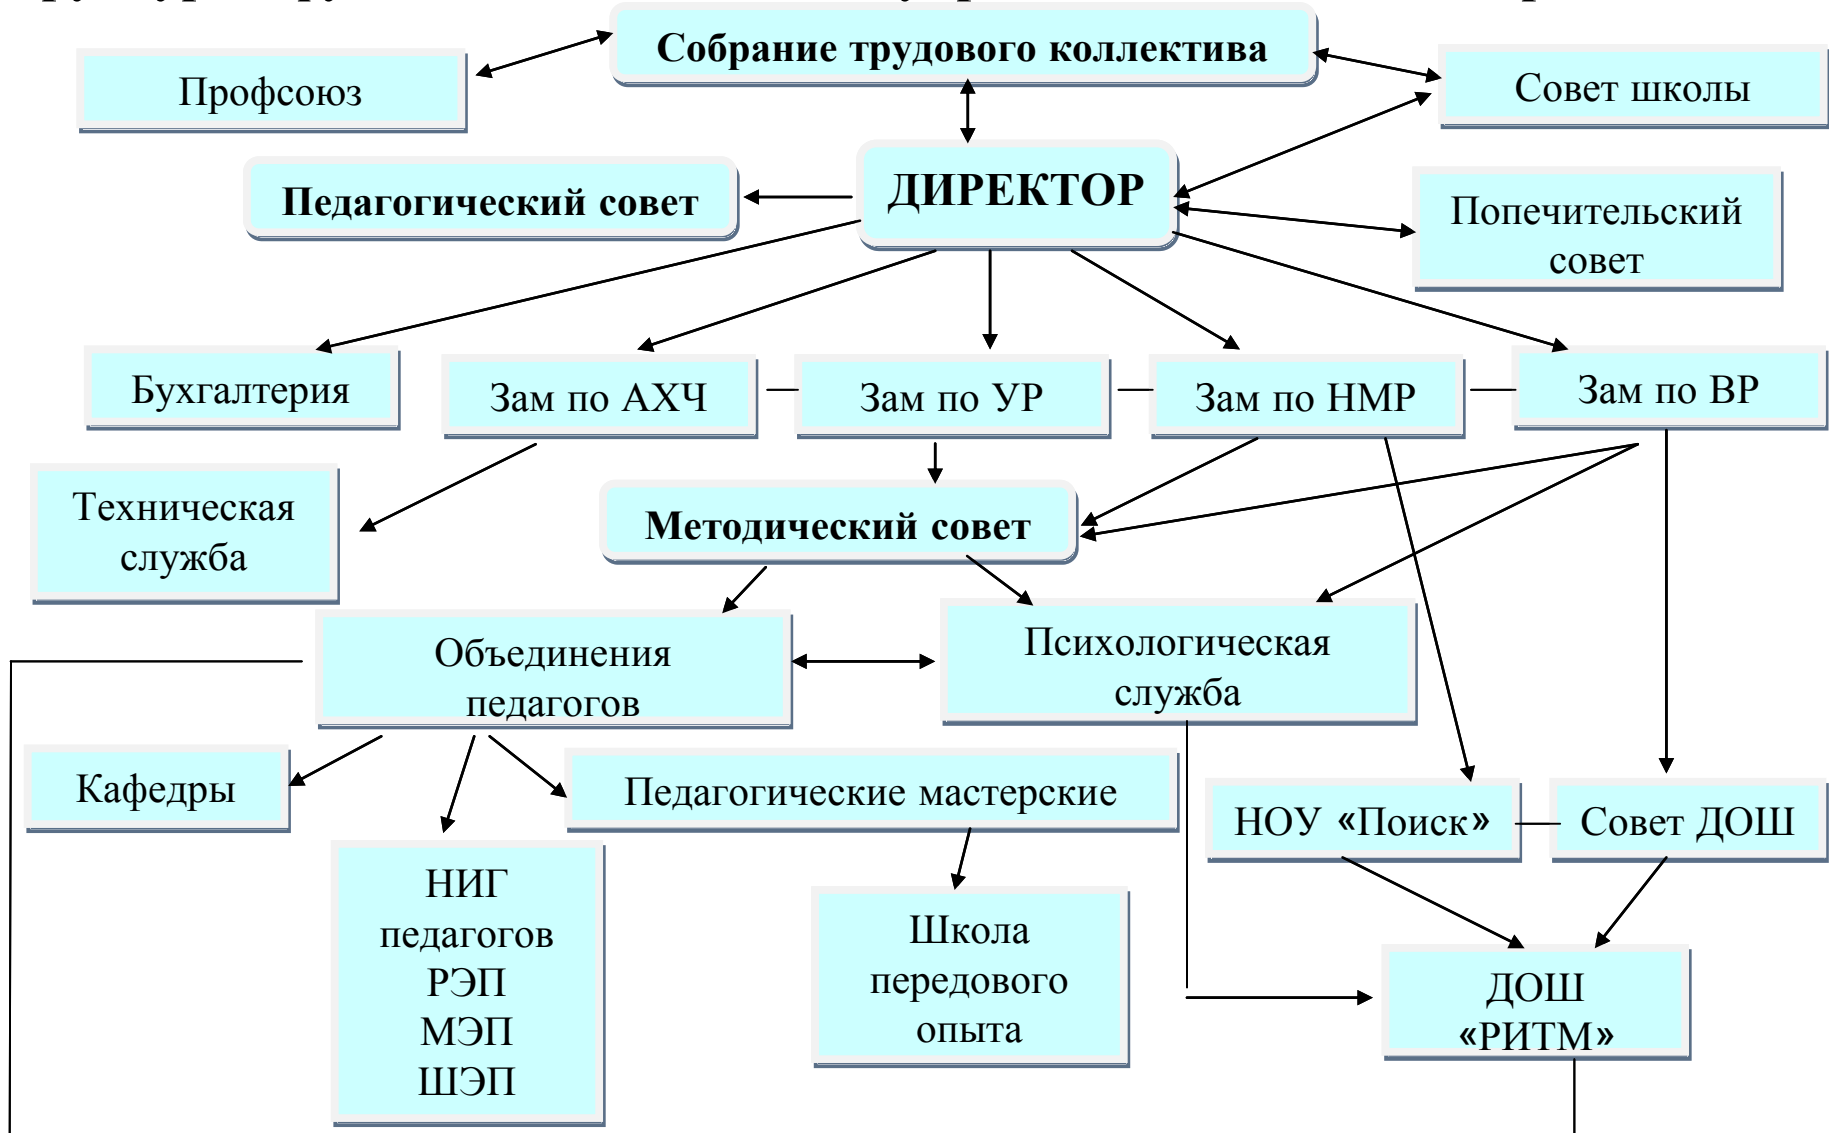 Собрание трудового коллектива
Профсоюз
Совет школы
ДИРЕКТОР
Педагогический совет
Попечительский
совет
Бухгалтерия
Зам по АХЧ
Зам по УР
Зам по НМР
Зам по ВР
Техническая
служба
Методический совет
Объединения
педагогов
Психологическая
служба
Кафедры
Педагогические мастерские
НОУ «Поиск»
Совет ДОШ
НИГ
педагогов
РЭП
МЭП
ШЭП
Школа
передового
опыта
ДОШ
«РИТМ»